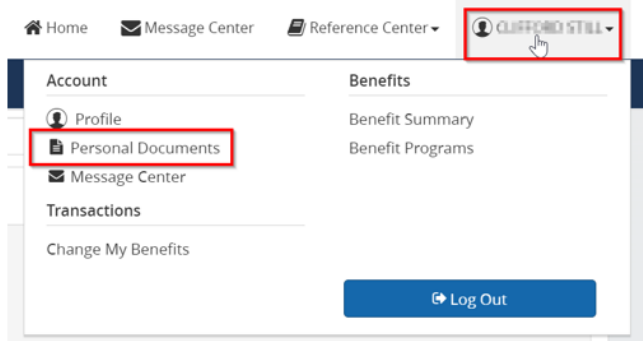 Home Message Center Reference Center
Account
Profile
Personal Documents
Message Center
Transactions
Change My Benefits
Benefits
Benefit Summary
Benefit Programs
Log Out